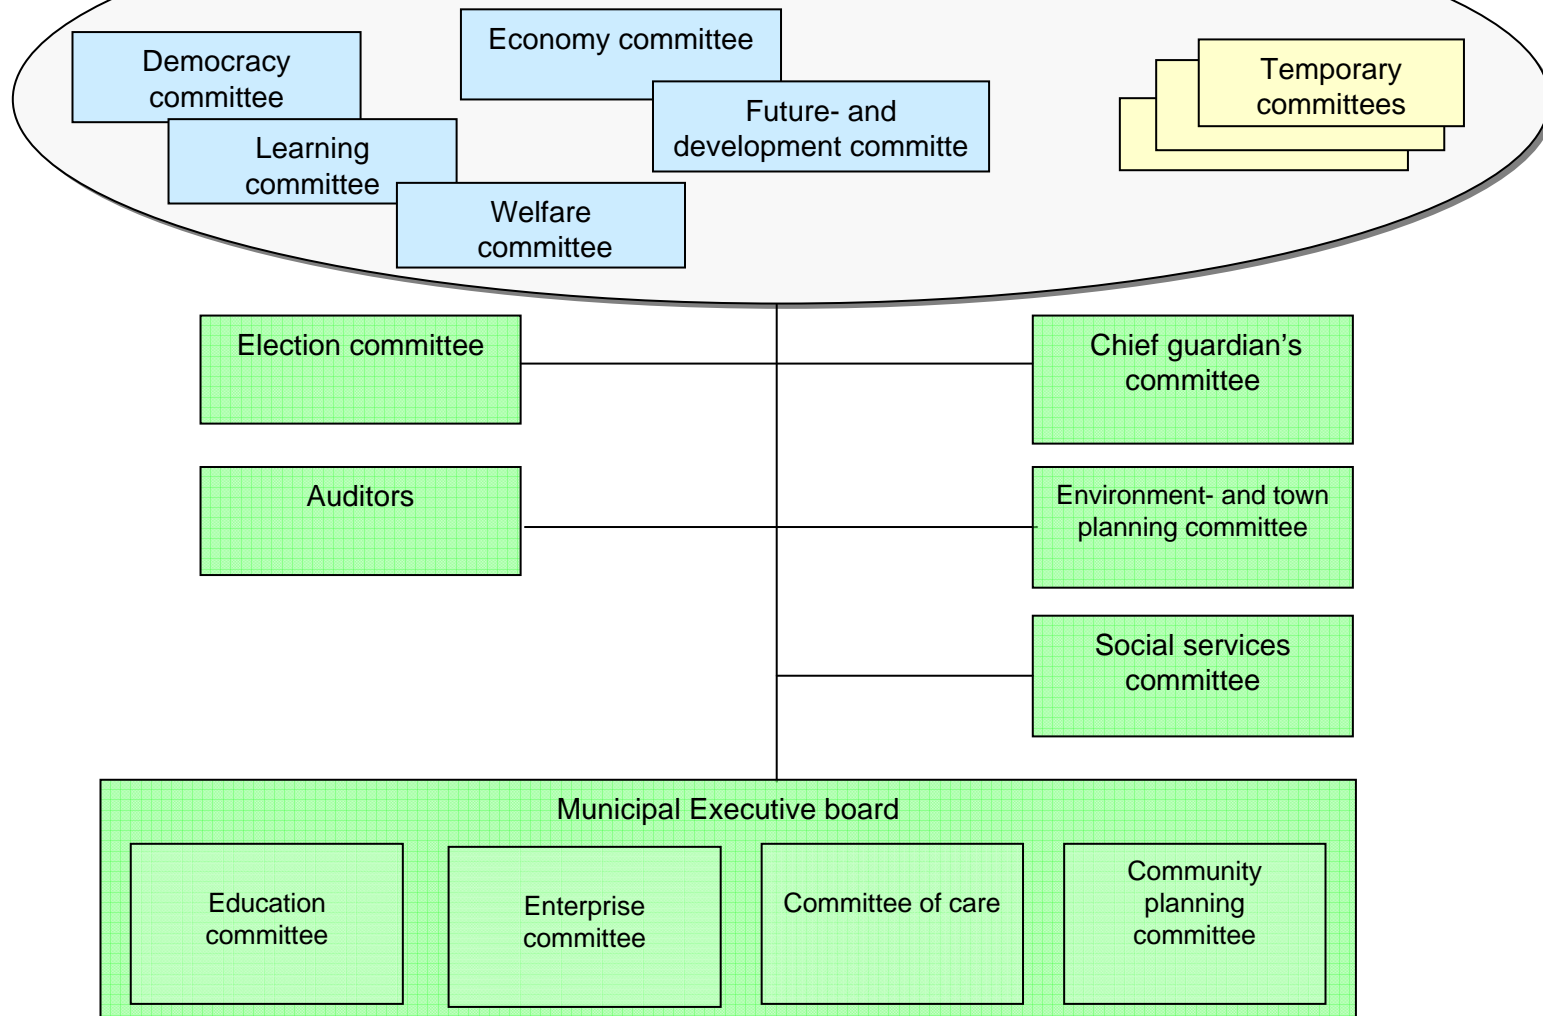 Democracy
committee
Economy committee
Temporary
committees
Future- and
development committe
Learning
committee
Welfare
committee
Election committee
Chief guardian's
committee
Auditors
Environment- and town
planning committee
Social services
committee
Municipal Executive board
Education
committee
Enterprise
committee
Committee of care
Community
planning
committee